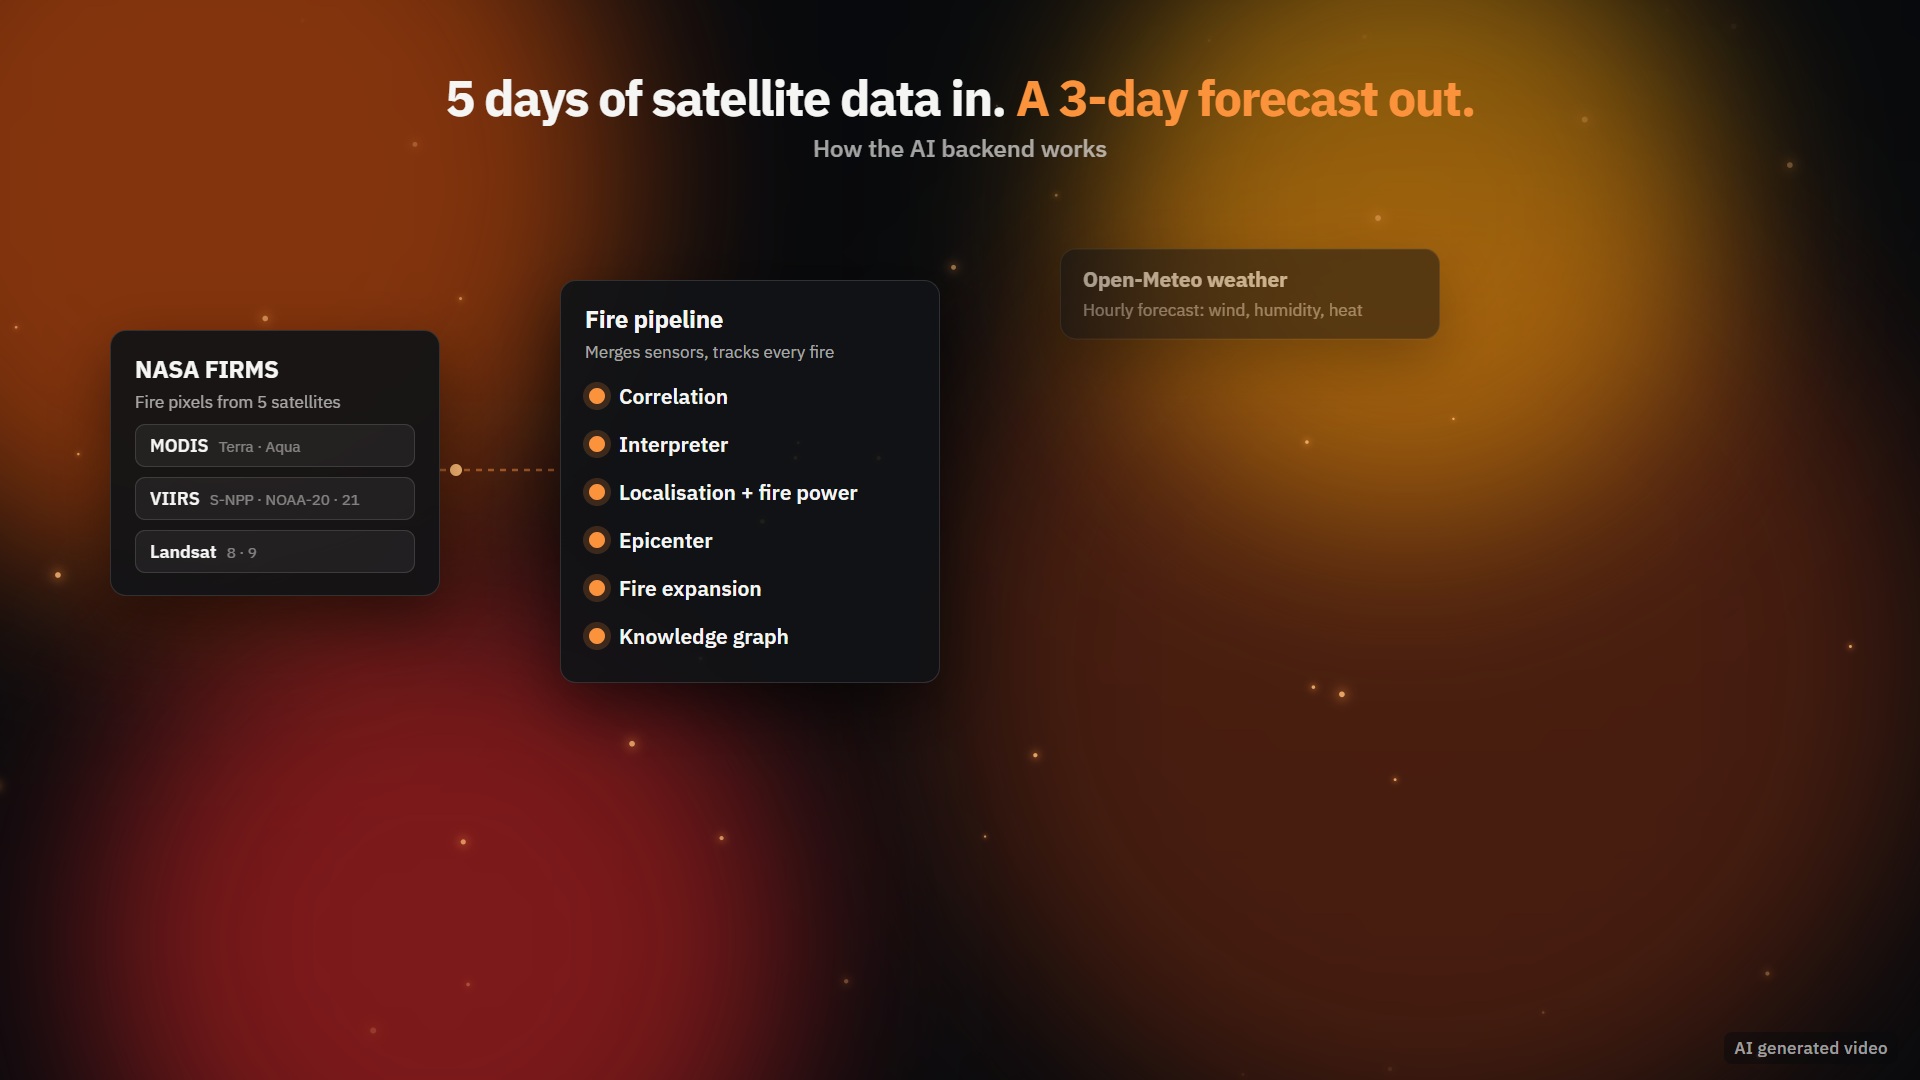 5 days of satellite data in. A 3-day forecast out.
How the AI backend works
NASA FIRMS
Fire pixels from 5 satellites
MODIS Terra · Aqua
VIIRS S-NPP · NOAA-20 · 21
Landsat 8 · 9
Fire pipeline
Merges sensors, tracks every fire
Correlation
Interpreter
Localisation + fire power
Epicenter
Fire expansion
Knowledge graph
Open-Meteo weather
Hourly forecast: wind, humidity, heat
AI generated video